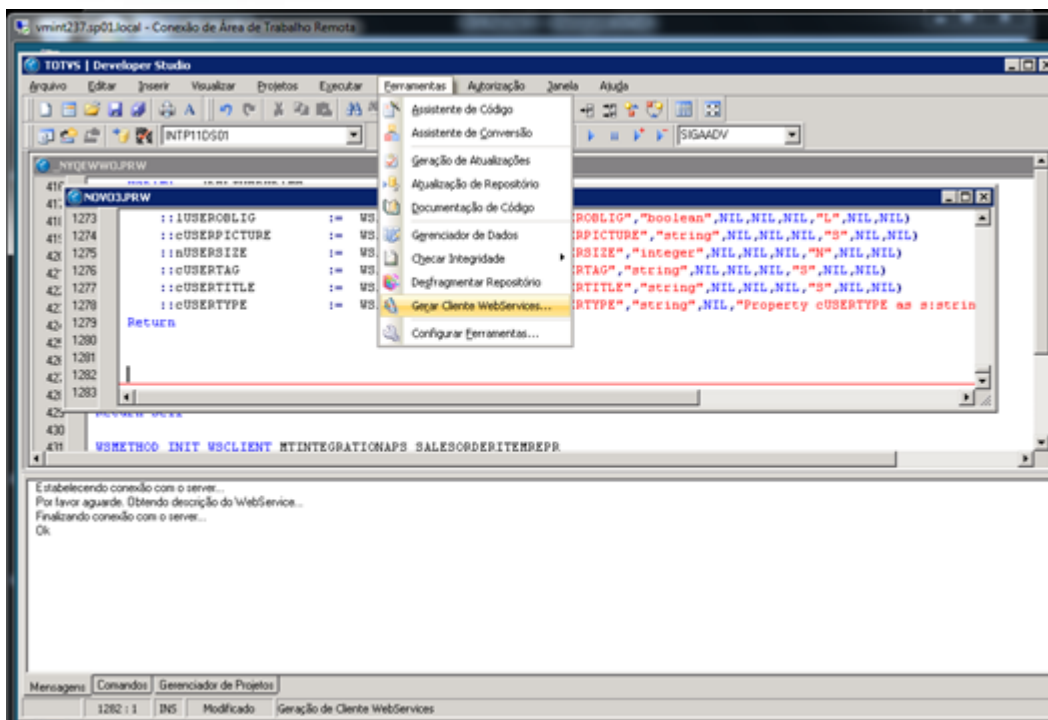 vmint237.sp01.local - Conexão de Área de Trabalho Remota
TOTVS | Developer Studio
Arquivo Editar Inserir Visualizar Projetos Executar Ferramentas Autorização Janela Ajuda
INTP11DS01
SIGAADV
Assistente de Código
Assistente de Conversão
Geração de Atualizações
Atualização de Repositório
Documentação de Código
Gerenciador de Dados
Checar Integridade
Desfragmentar Repositório
Gerar Cliente WebServices...
Configurar Ferramentas...
_NYQEWWO.PRW
NOVO3.PRW
1273 ::lUSEROBLIG := WS ROBLIG","boolean",NIL,NIL,NIL,"L",NIL,NIL)
1274 ::cUSERPICTURE := WS RPICTURE","string",NIL,NIL,NIL,"S",NIL,NIL)
1275 ::nUSERSIZE := WS RSIZE","integer",NIL,NIL,NIL,"N",NIL,NIL)
1276 ::cUSERTAG := WS RTAG","string",NIL,NIL,NIL,"S",NIL,NIL)
1277 ::cUSERTITLE := WS RTITLE","string",NIL,NIL,NIL,"S",NIL,NIL)
1278 ::cUSERTYPE := WS RTYPE","string",NIL,"Property cUSERTYPE as s:strin
1279 Return
1280
1281
1282
1283
430
431 WSMETHOD INIT WSCLIENT MTINTEGRATIONAPS_SALESORDERITEMREPR
Estabelecendo conexão com o server...
Por favor aguarde. Obtendo descrição do WebService...
Finalizando conexão com o server...
Ok
Mensagens Comandos Gerenciador de Projetos
1282 : 1 INS Modificado Geração de Cliente WebServices